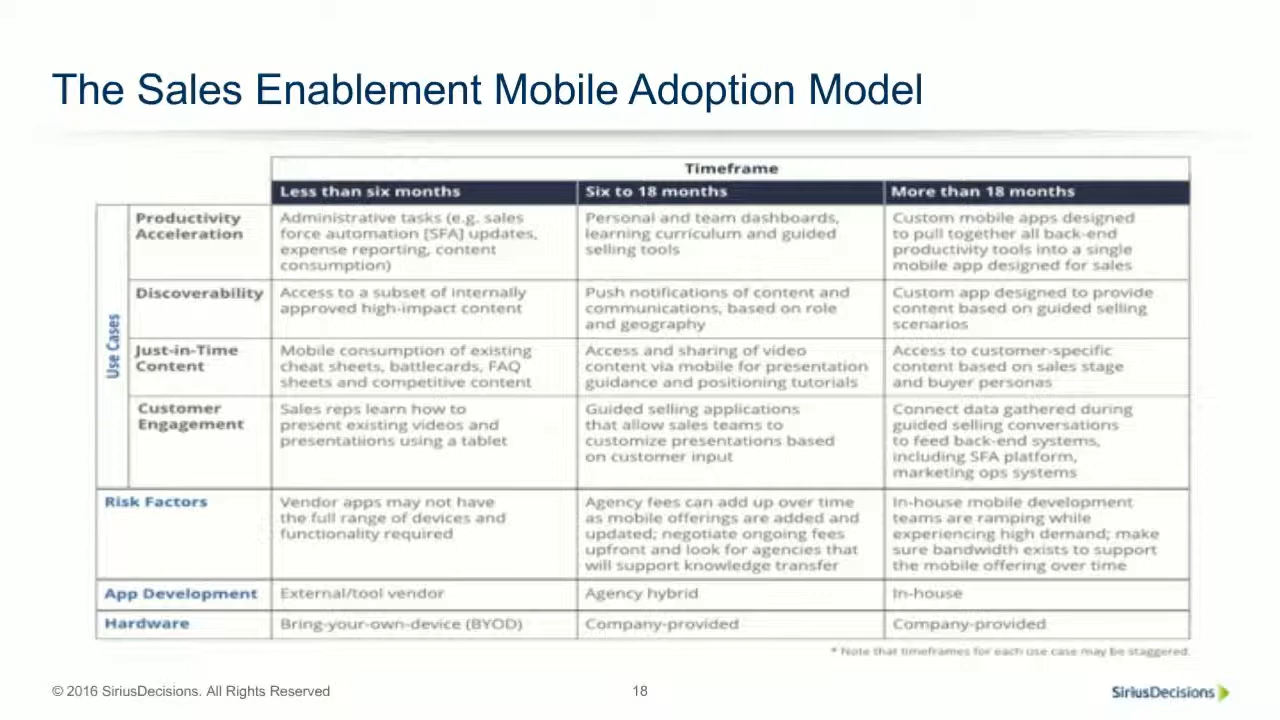 The Sales Enablement Mobile Adoption Model
Timeframe
Less than six months
Six to 18 months
More than 18 months
Use Cases
Productivity
Acceleration
Administrative tasks (e.g. sales
force automation [SFA] updates,
expense reporting, content
consumption)
Personal and team dashboards,
learning curriculum and guided
selling tools
Custom mobile apps designed
to pull together all back-end
productivity tools into a single
mobile app designed for sales
Discoverability
Access to a subset of internally
approved high-impact content
Push notifications of content and
communications, based on role
and geography
Custom app designed to provide
content based on guided selling
scenarios
Just-in-Time
Content
Mobile consumption of existing
cheat sheets, battlecards, FAQ
sheets and competitive content
Access and sharing of video
content via mobile for presentation
guidance and positioning tutorials
Access to customer-specific
content based on sales stage
and buyer personas
Customer
Engagement
Sales reps learn how to
present existing videos and
presentatiions using a tablet
Guided selling applications
that allow sales teams to
customize presentations based
on customer input
Connect data gathered during
guided selling conversations
to feed back-end systems,
including SFA platform,
marketing ops systems
Risk Factors
Vendor apps may not have
the full range of devices and
functionality required
Agency fees can add up over time
as mobile offerings are added and
updated; negotiate ongoing fees
upfront and look for agencies that
will support knowledge transfer
In-house mobile development
teams are ramping while
experiencing high demand; make
sure bandwidth exists to support
the mobile offering over time
App Development
External/tool vendor
Agency hybrid
In-house
Hardware
Bring-your-own-device (BYOD)
Company-provided
Company-provided
* Note that timeframes for each use case may be staggered.
© 2016 SiriusDecisions. All Rights Reserved
18
SiriusDecisions